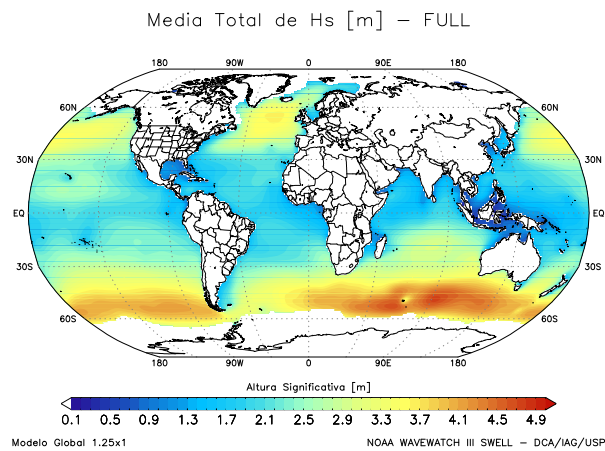 Media Total de Hs [m] – FULL
180 90W 0 90E 180
60N 60N
30N 30N
EQ EQ
30S 30S
60S 60S
180 90W 0 90E 180
Altura Significativa [m]
0.1 0.5 0.9 1.3 1.7 2.1 2.5 2.9 3.3 3.7 4.1 4.5 4.9
Modelo Global 1.25x1 NOAA WAVEWATCH III SWELL – DCA/IAG/USP